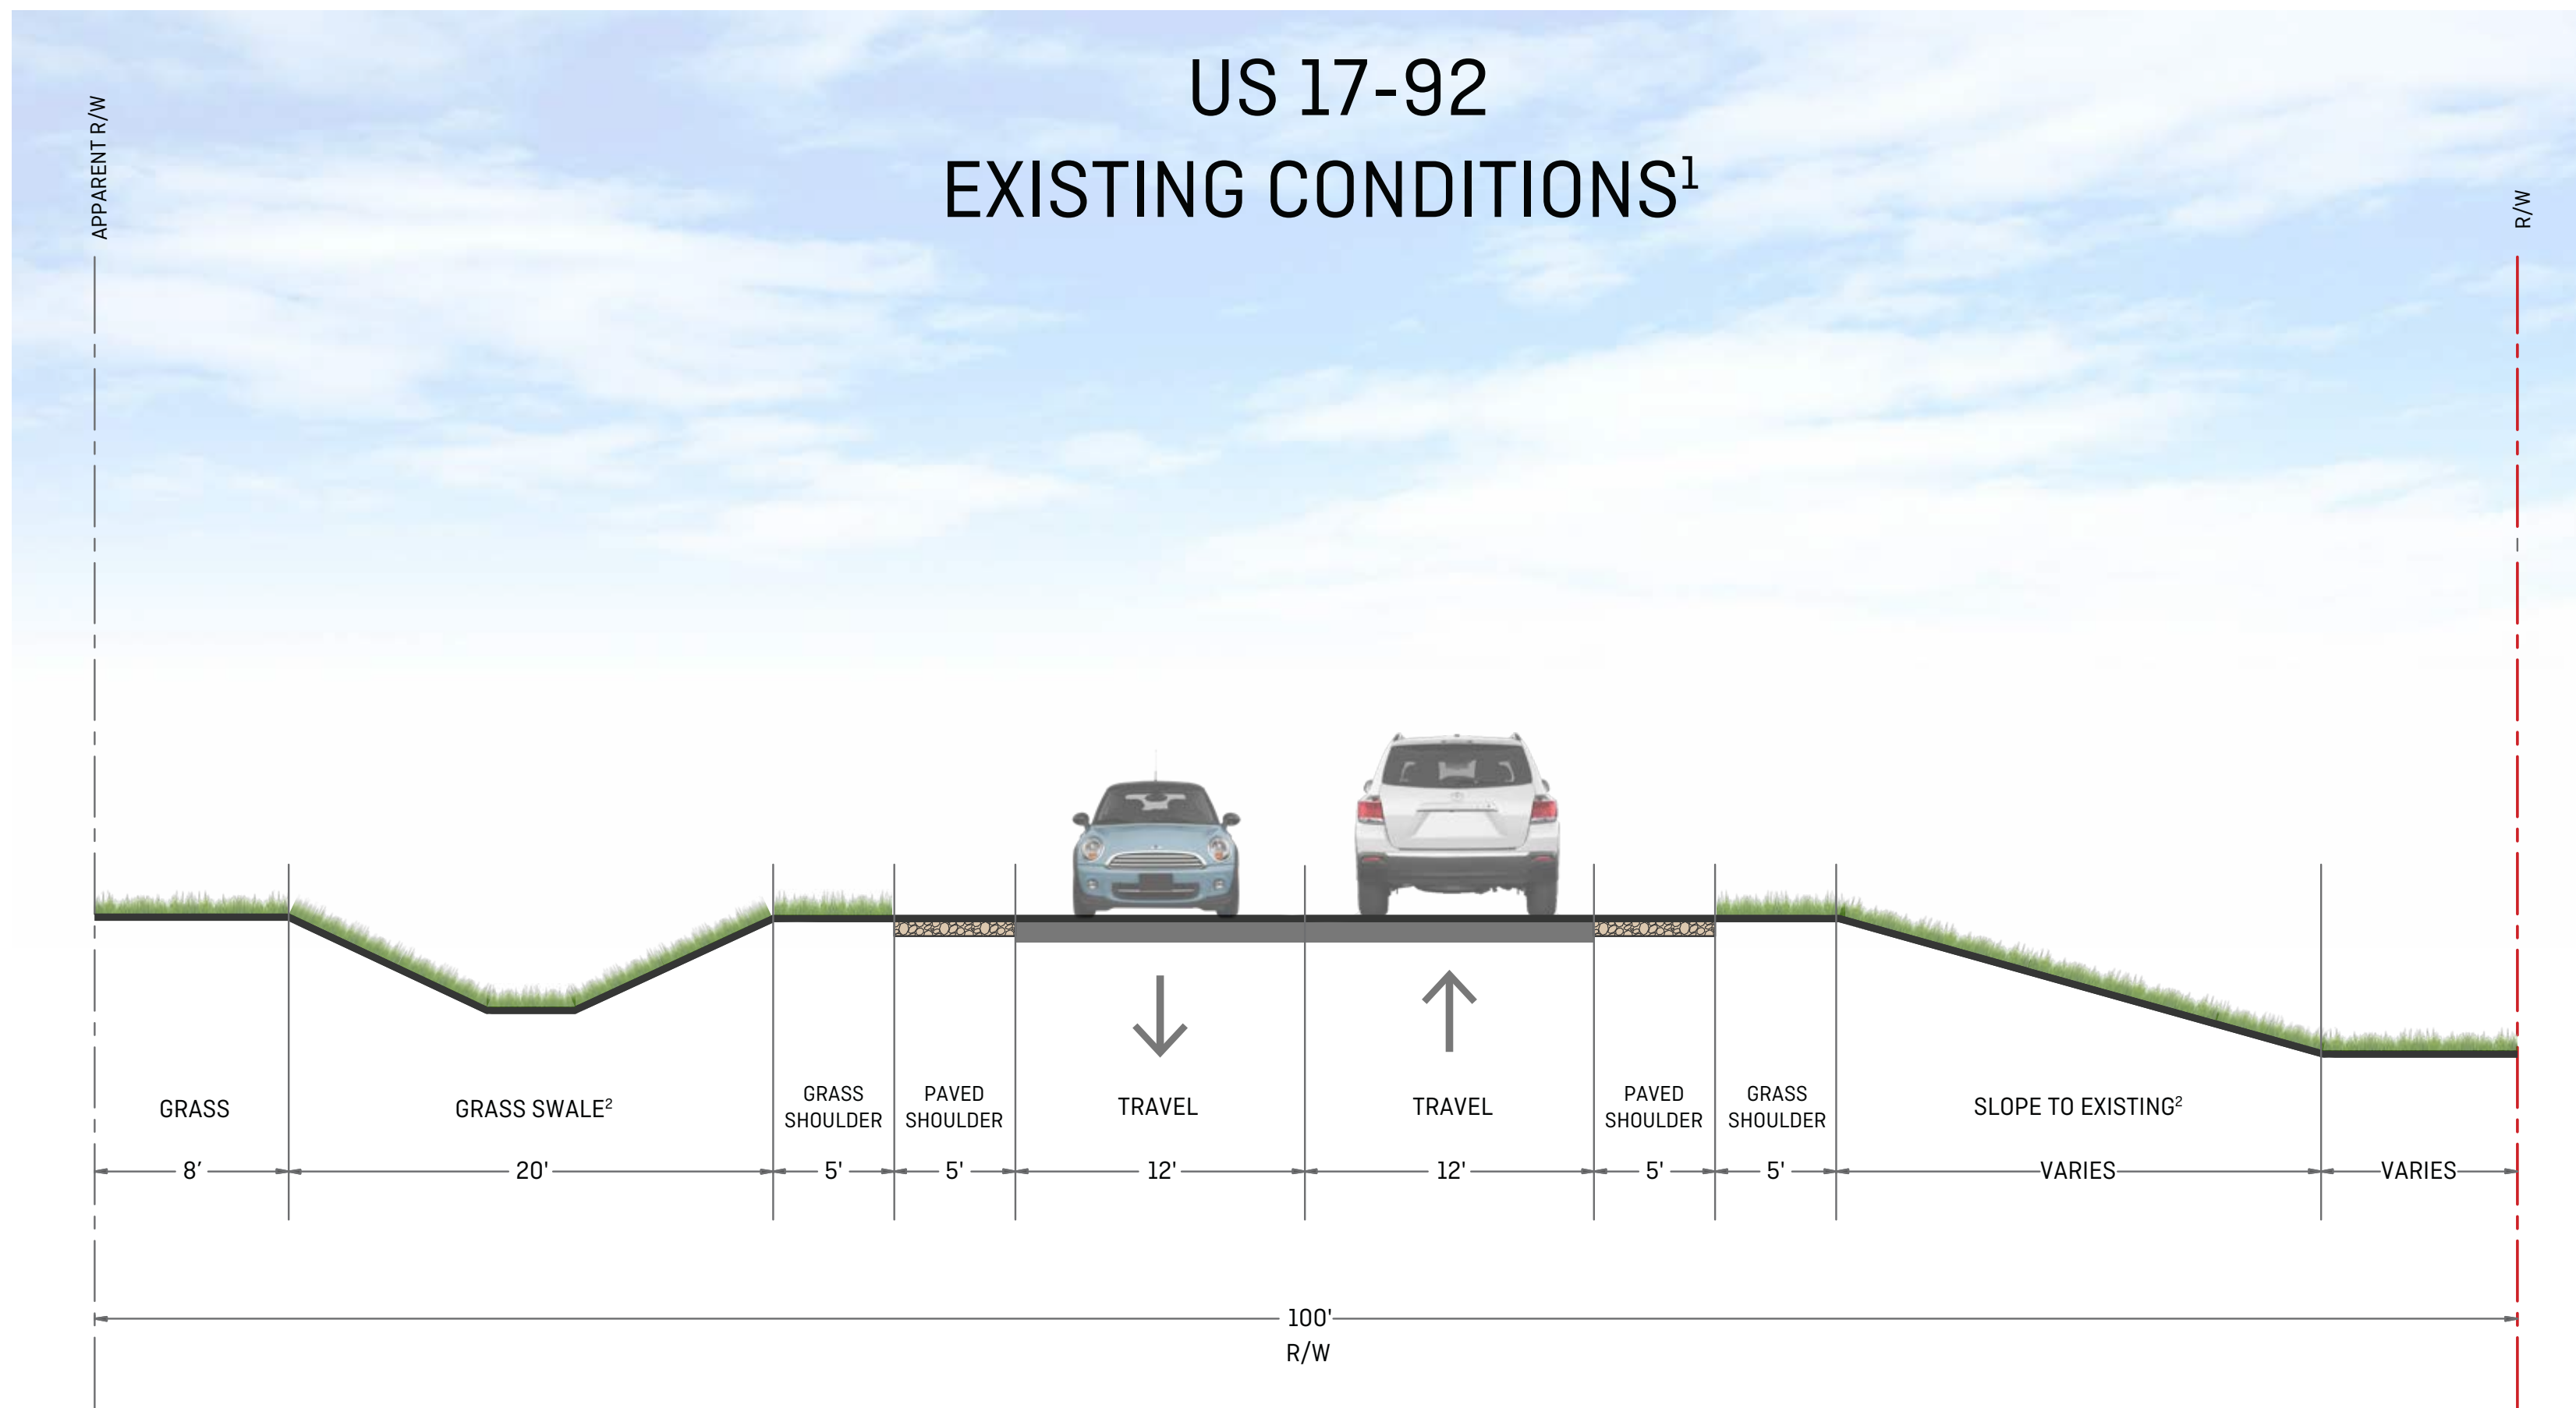 US 17-92
EXISTING CONDITIONS¹
APPARENT R/W
R/W
GRASS
GRASS SWALE²
GRASS
SHOULDER
PAVED
SHOULDER
TRAVEL
TRAVEL
PAVED
SHOULDER
GRASS
SHOULDER
SLOPE TO EXISTING²
8′
20'
5'
5'
12'
12'
5'
5'
VARIES
VARIES
100'
R/W